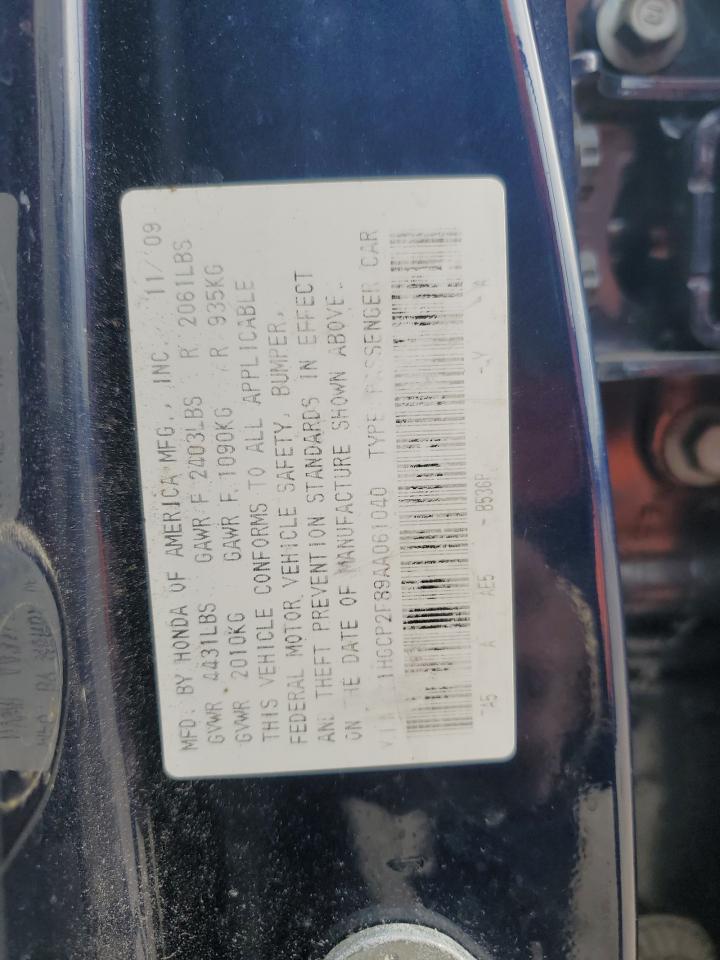 MFD. BY HONDA OF AMERICA MFG., INC. 11/09
GVWR 4431LBS GAWR F 2403LBS R 2061LBS
GVWR 2010KG GAWR F 1090KG R 935KG
THIS VEHICLE CONFORMS TO ALL APPLICABLE
FEDERAL MOTOR VEHICLE SAFETY, BUMPER,
AND THEFT PREVENTION STANDARDS IN EFFECT
ON THE DATE OF MANUFACTURE SHOWN ABOVE.
1HGCP2F89AA061040 TYPE PASSENGER CAR
TA5 A AE5 - B536P - Y A